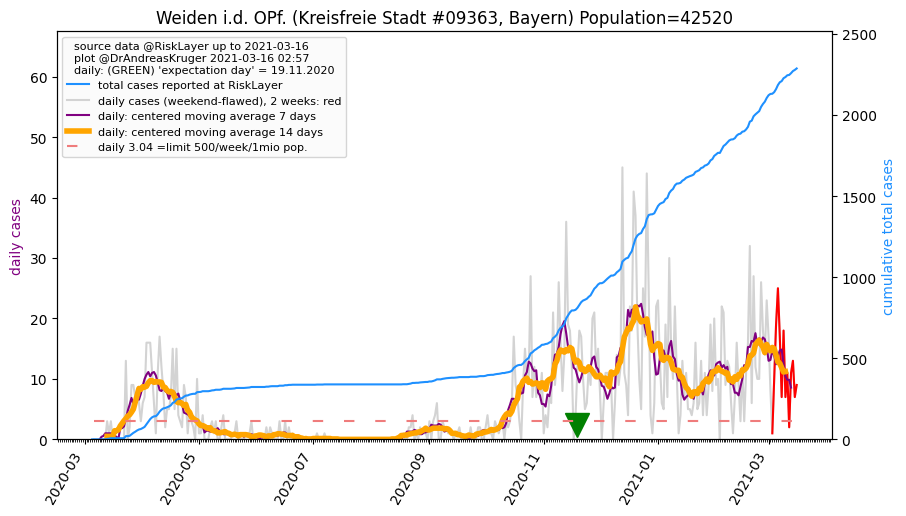 Weiden i.d. OPf. (Kreisfreie Stadt #09363, Bayern) Population=42520
source data @RiskLayer up to 2021-03-16
plot @DrAndreasKruger 2021-03-16 02:57
daily: (GREEN) 'expectation day' = 19.11.2020
total cases reported at RiskLayer
daily cases (weekend-flawed), 2 weeks: red
daily: centered moving average 7 days
daily: centered moving average 14 days
daily 3.04 =limit 500/week/1mio pop.
daily cases
60
50
40
30
20
10
0
cumulative total cases
2500
2000
1500
1000
500
0
2020-03
2020-05
2020-07
2020-09
2020-11
2021-01
2021-03